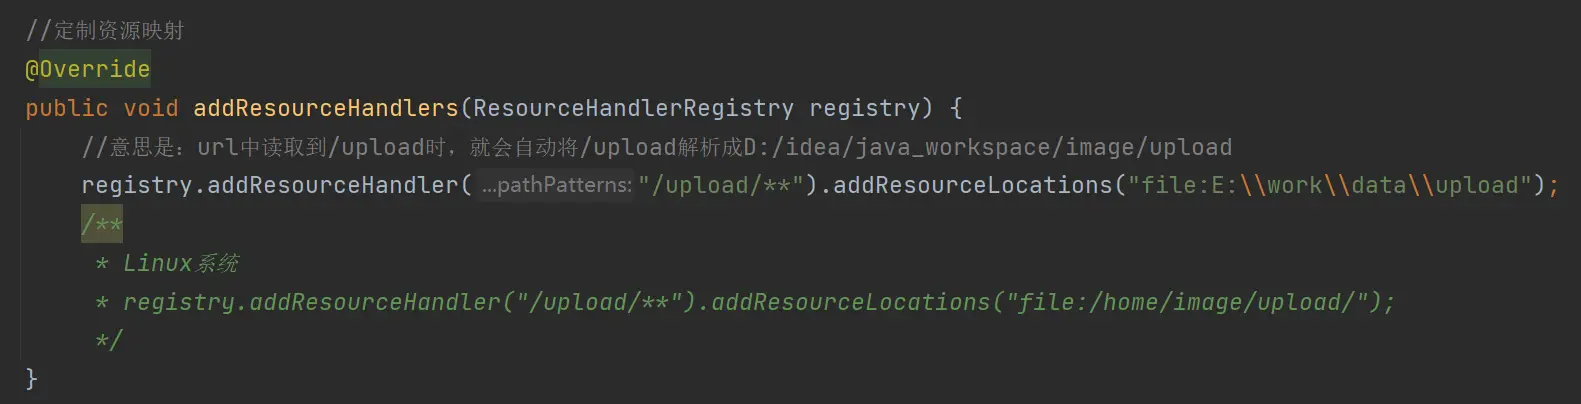 //定制资源映射
@Override
public void addResourceHandlers(ResourceHandlerRegistry registry) {
//意思是：url中读取到/upload时，就会自动将/upload解析成D:/idea/java_workspace/image/upload
registry.addResourceHandler( ...pathPatterns: "/upload/**").addResourceLocations("file:E:\\work\\data\\upload");
/**
* Linux系统
* registry.addResourceHandler("/upload/**").addResourceLocations("file:/home/image/upload/");
*/
}